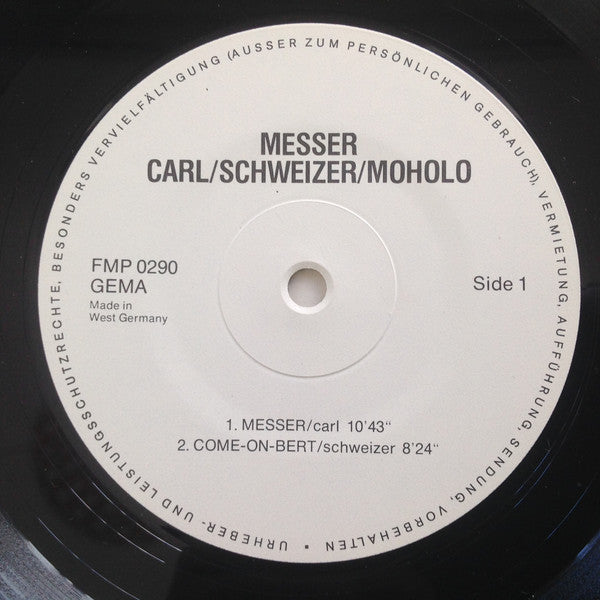 MESSER
CARL/SCHWEIZER/MOHOLO
FMP 0290
GEMA
Made in
West Germany
Side 1
1. MESSER/carl 10'43"
2. COME-ON-BERT/schweizer 8'24"
URHEBER- UND LEISTUNGSSCHUTZRECHTE, BESONDERS VERVIELFÄLTIGUNG (AUSSER ZUM PERSÖNLICHEN GEBRAUCH), VERMIETUNG, AUFFÜHRUNG, SENDUNG, VORBEHALTEN •